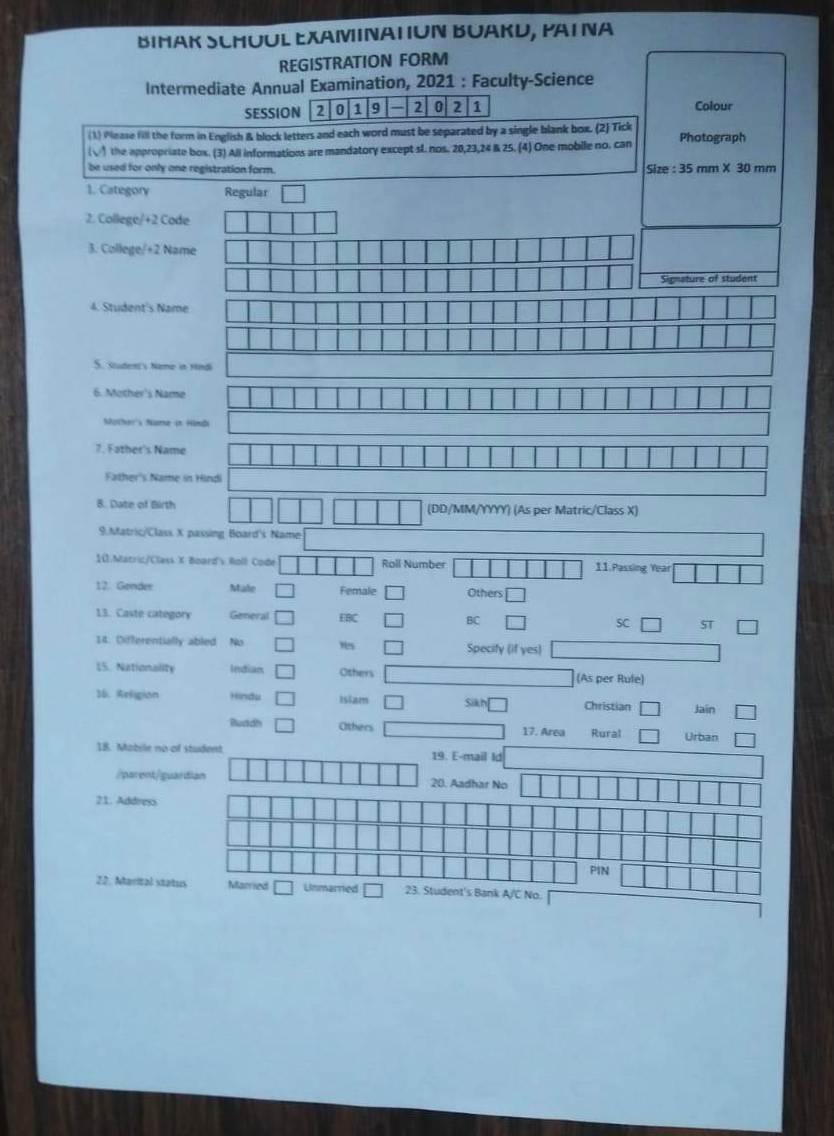 BIHAR SCHOOL EXAMINATION BOARD, PATNA
REGISTRATION FORM
Intermediate Annual Examination, 2021 : Faculty-Science
SESSION 2019-2021
(1) Please fill the form in English & block letters and each word must be separated by a single blank box. (2) Tick
(✓) the appropriate box. (3) All informations are mandatory except sl. nos. 20,23,24 & 25. (4) One mobile no. can
be used for only one registration form.
Colour
Photograph
Size : 35 mm X 30 mm
1. Category Regular
2. College/+2 Code
3. College/+2 Name
Signature of student
4. Student's Name
5. Student's Name in Hindi
6. Mother's Name
Mother's Name in Hindi
7. Father's Name
Father's Name in Hindi
8. Date of Birth (DD/MM/YYYY) (As per Matric/Class X)
9.Matric/Class X passing Board's Name
10.Matric/Class X Board's Roll Code Roll Number 11.Passing Year
12. Gender Male Female Others
13. Caste category General EBC BC SC ST
14. Differentially abled No Yes Specify (if yes)
15. Nationality Indian Others (As per Rule)
16. Religion Hindu Islam Sikh Christian Jain
Buddh Others 17. Area Rural Urban
18. Mobile no of student 19. E-mail Id
/parent/guardian 20. Aadhar No
21. Address
PIN
22. Marital status Married Unmarried 23. Student's Bank A/C No.